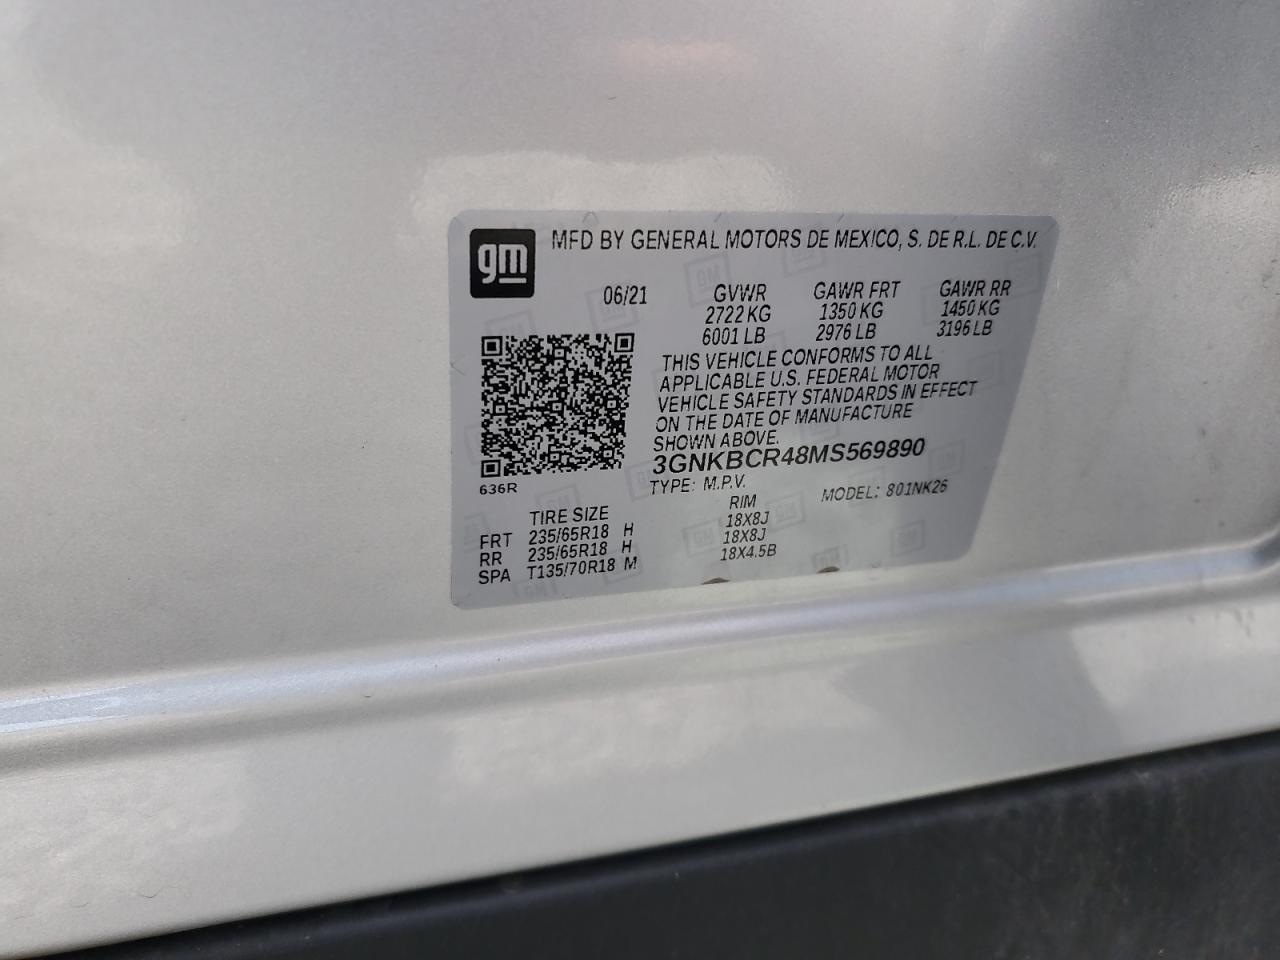 gm
MFD BY GENERAL MOTORS DE MEXICO, S. DE R.L. DE C.V.
06/21 GVWR GAWR FRT GAWR RR
2722 KG 1350 KG 1450 KG
6001 LB 2976 LB 3196 LB
THIS VEHICLE CONFORMS TO ALL
APPLICABLE U.S. FEDERAL MOTOR
VEHICLE SAFETY STANDARDS IN EFFECT
ON THE DATE OF MANUFACTURE
SHOWN ABOVE.
3GNKBCR48MS569890
636R
TYPE: M.P.V. MODEL: 801NK26
TIRE SIZE RIM
FRT 235/65R18 H 18X8J
RR 235/65R18 H 18X8J
SPA T135/70R18 M 18X4.5B